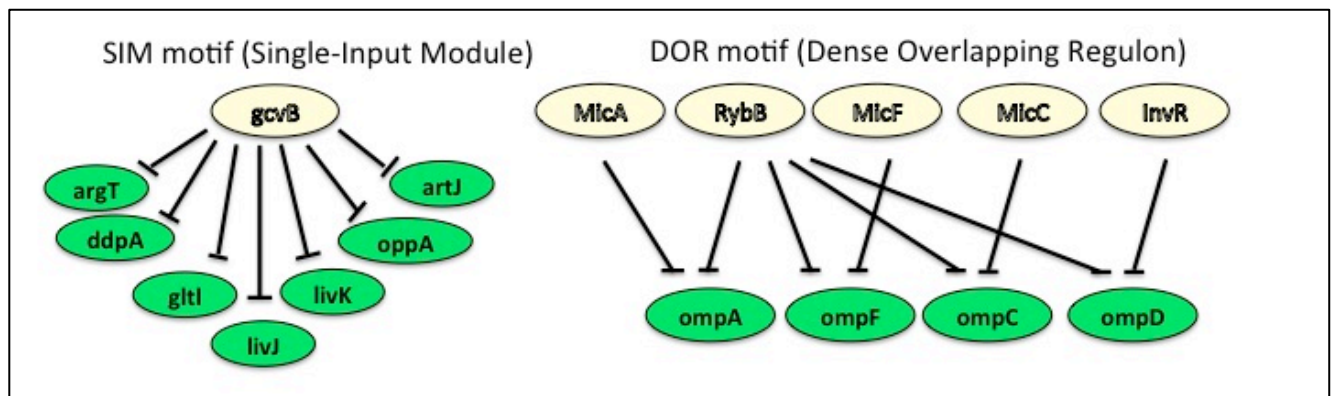 SIM motif (Single-Input Module)
DOR motif (Dense Overlapping Regulon)
gcvB
MicA
RybB
MicF
MicC
InvR
argT
artJ
ddpA
oppA
gltI
livK
livJ
ompA
ompF
ompC
ompD